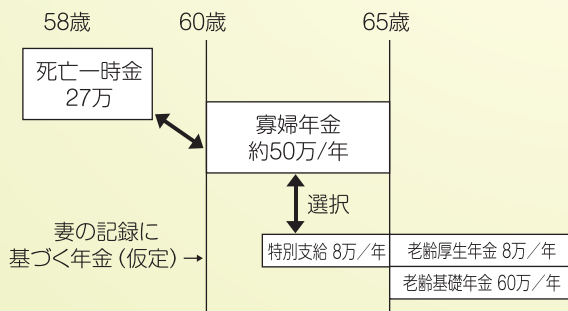 58歳
60歳
65歳
死亡一時金
27万
寡婦年金
約50万/年
選択
妻の記録に
基づく年金（仮定）
特別支給 8万／年
老齢厚生年金 8万／年
老齢基礎年金 60万／年